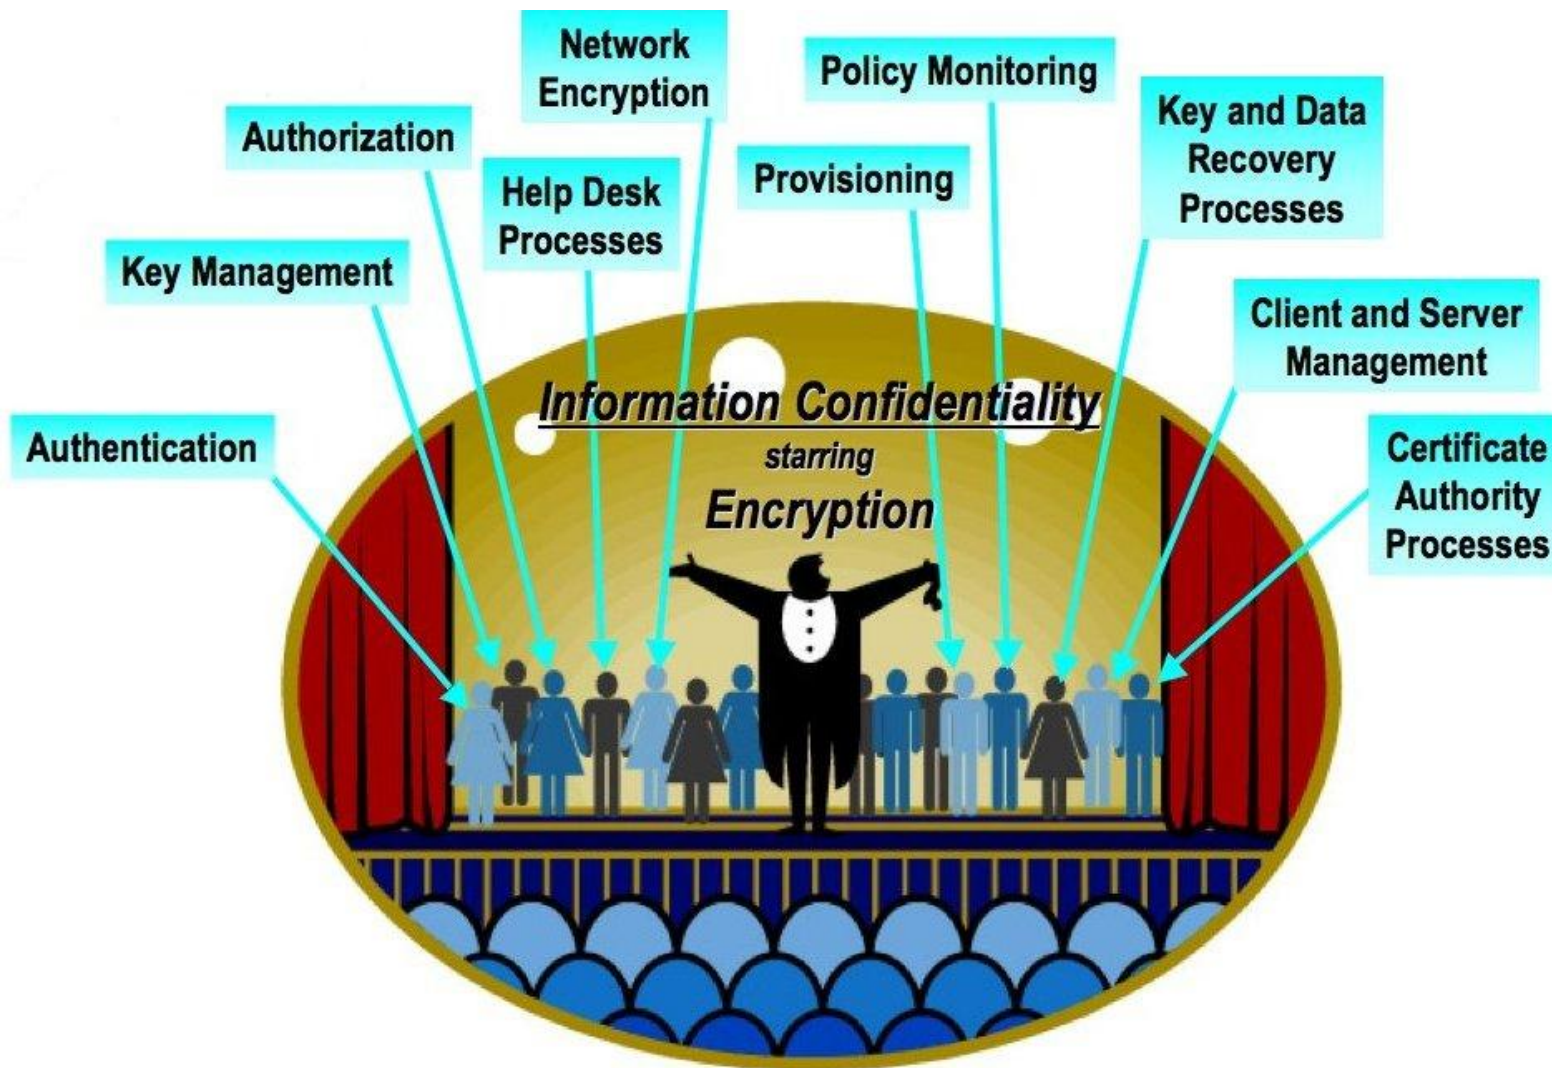 Network
Encryption
Policy Monitoring
Key and Data
Recovery
Processes
Authorization
Help Desk
Processes
Provisioning
Key Management
Client and Server
Management
Information Confidentiality
starring
Encryption
Authentication
Certificate
Authority
Processes